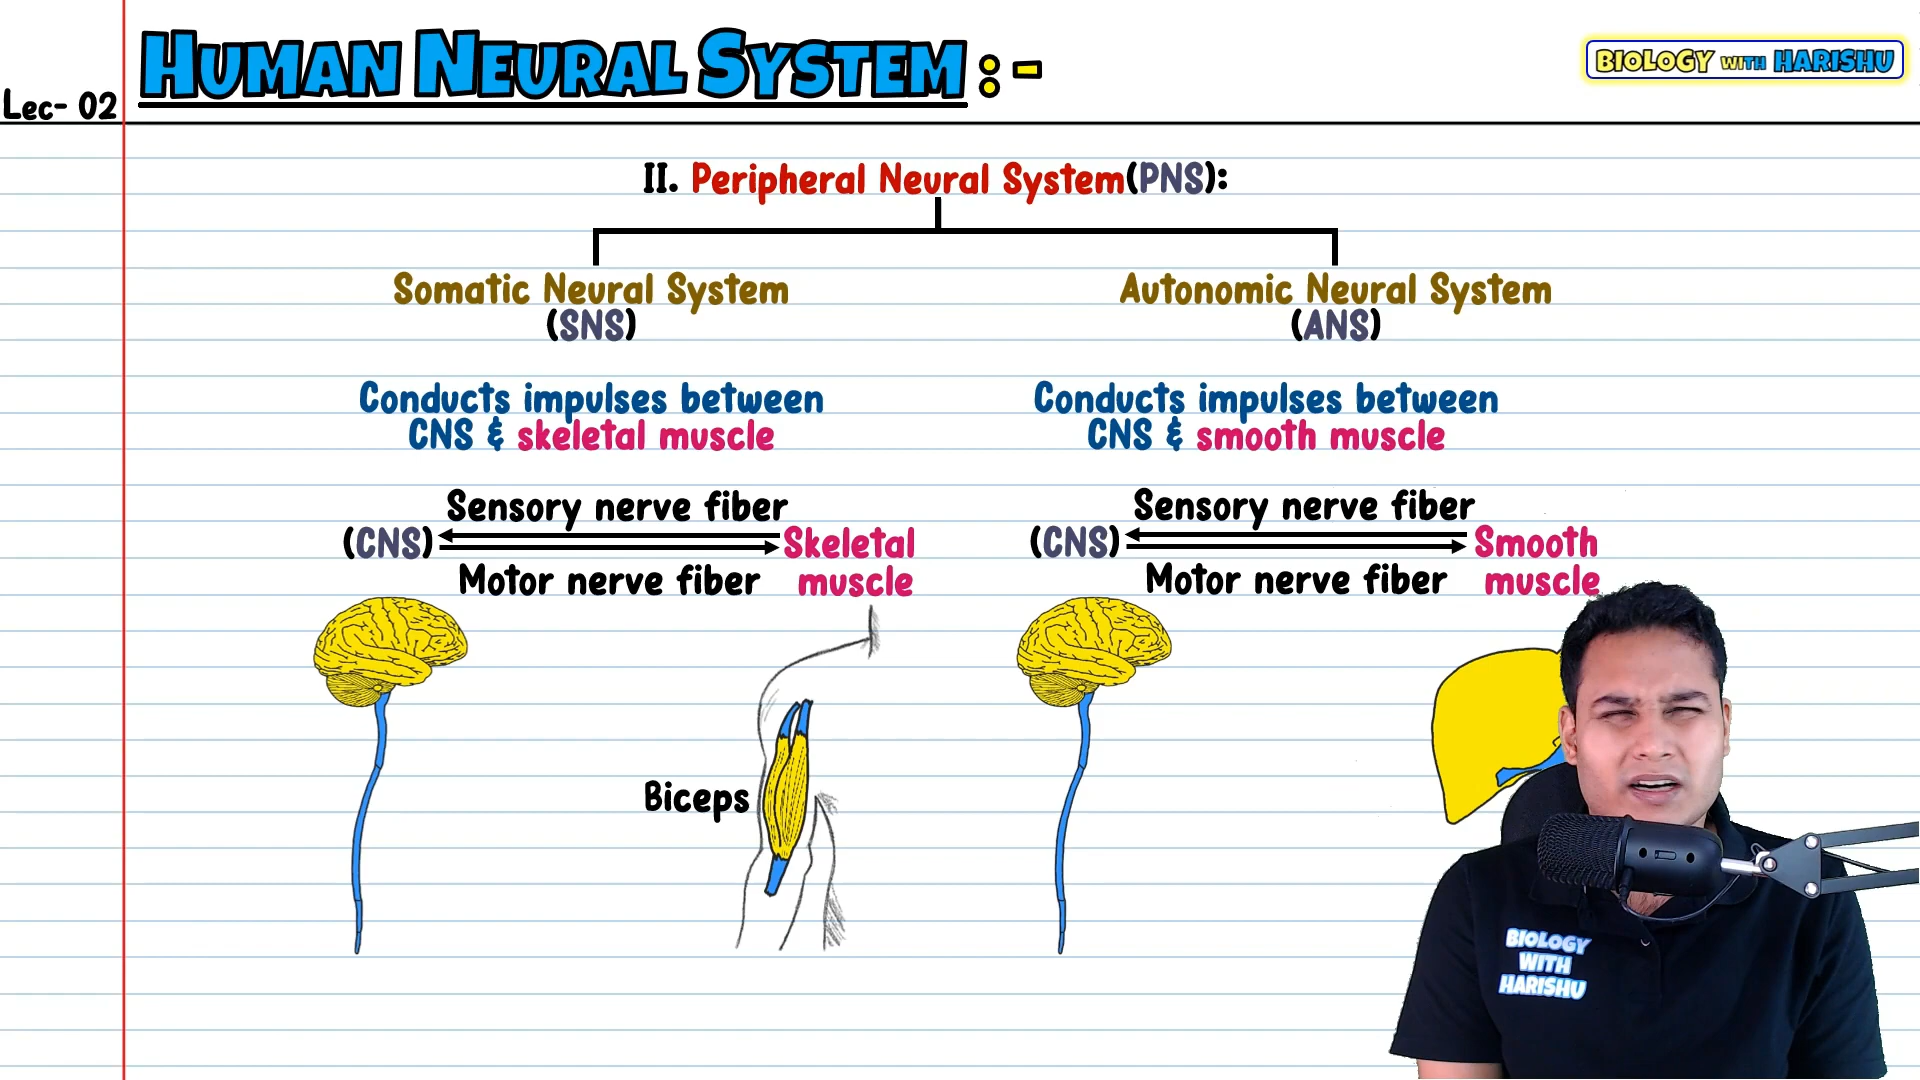 HUMAN NEURAL SYSTEM :-
BIOLOGY WITH HARISHU
Lec- 02
II. Peripheral Neural System(PNS):
Somatic Neural System
(SNS)
Conducts impulses between
CNS & skeletal muscle
Sensory nerve fiber
(CNS) Skeletal
Motor nerve fiber muscle
Biceps
Autonomic Neural System
(ANS)
Conducts impulses between
CNS & smooth muscle
Sensory nerve fiber
(CNS) Smooth
Motor nerve fiber muscle
BIOLOGY
WITH
HARISHU